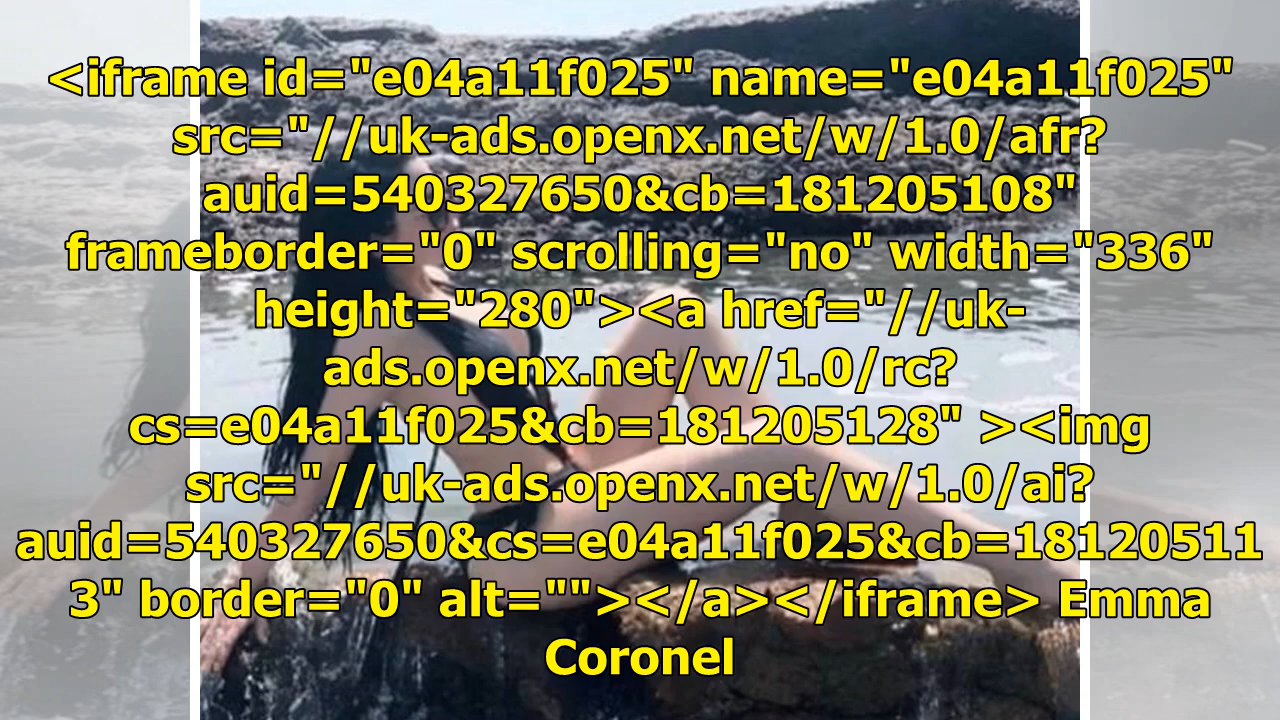 <iframe id="e04a11f025" name="e04a11f025"
src="//uk-ads.openx.net/w/1.0/afr?
auid=540327650&cb=181205108"
frameborder="0" scrolling="no" width="336"
height="280"><a href="//uk-
ads.openx.net/w/1.0/rc?
cs=e04a11f025&cb=181205128" ><img
src="//uk-ads.openx.net/w/1.0/ai?
auid=540327650&cs=e04a11f025&cb=18120511
3" border="0" alt=""></a></iframe> Emma
Coronel